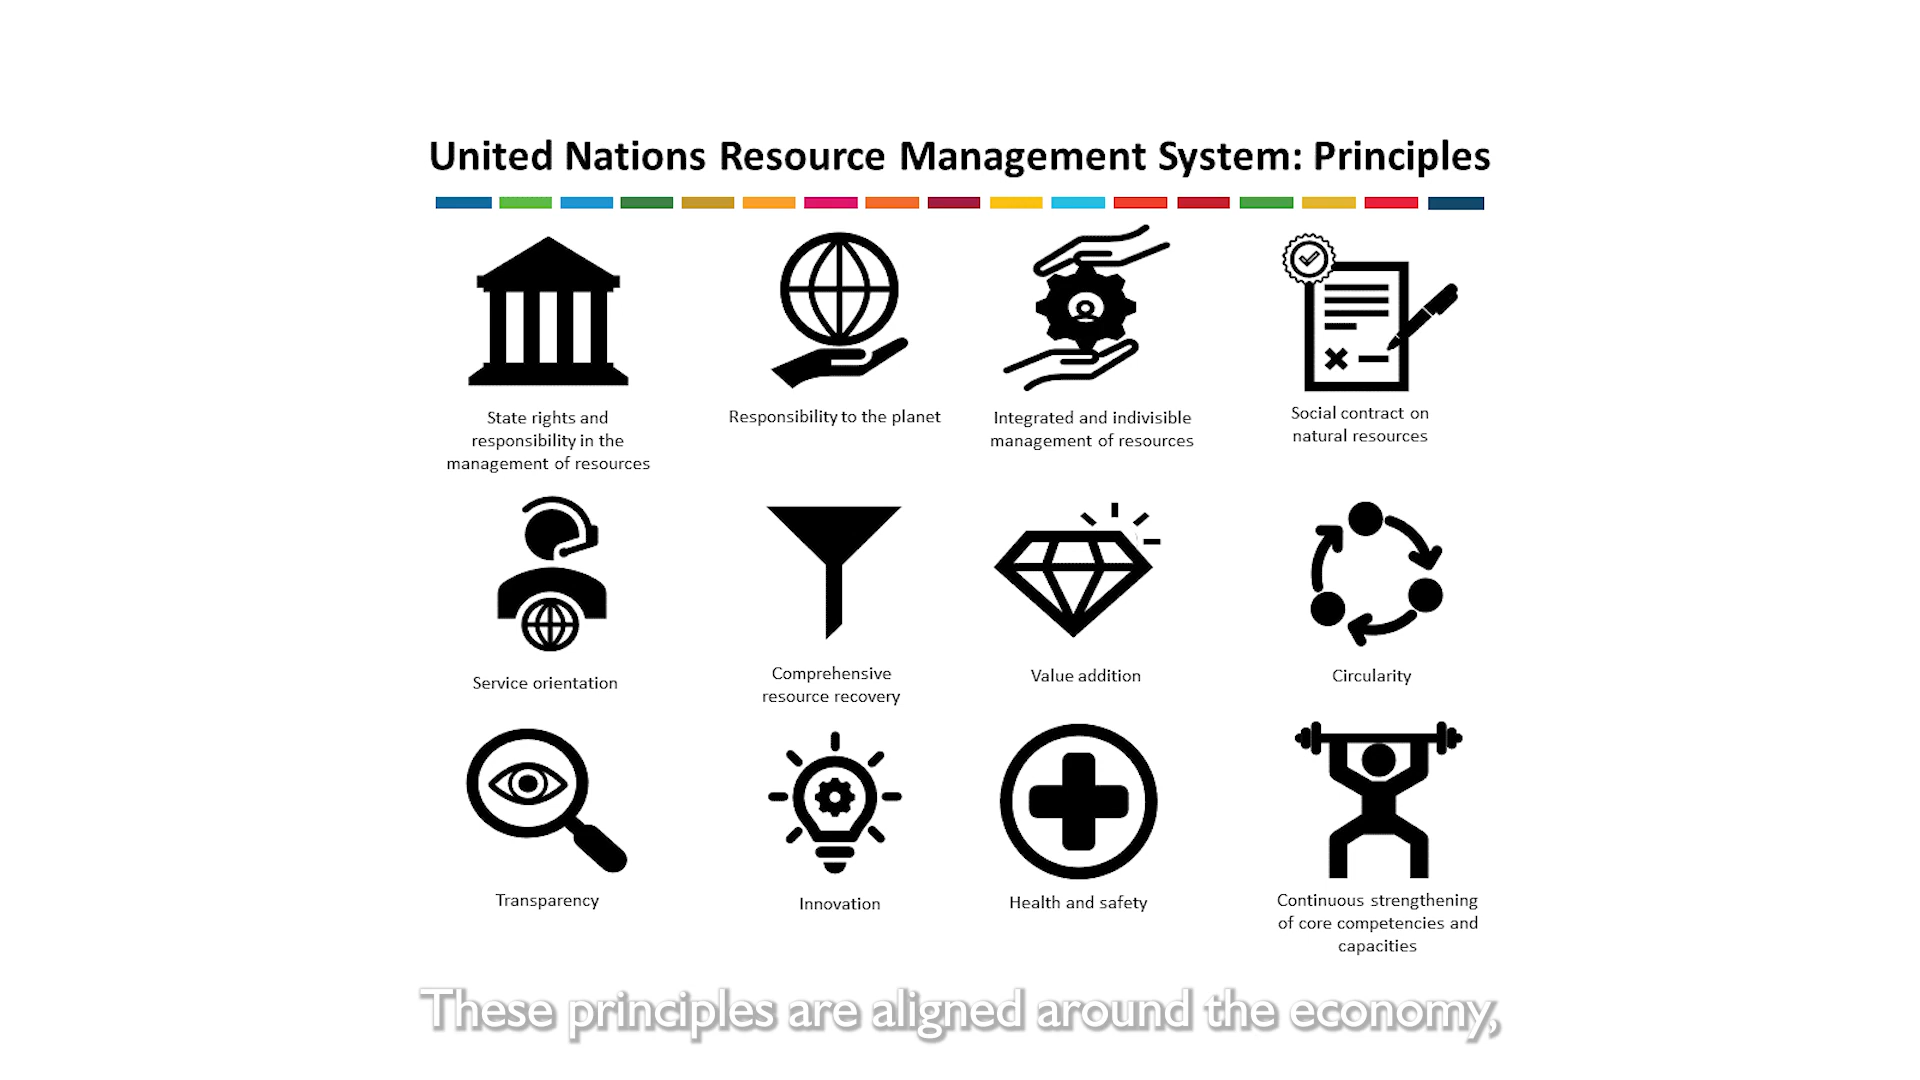 United Nations Resource Management System: Principles
State rights and
responsibility in the
management of resources
Responsibility to the planet
Integrated and indivisible
management of resources
Social contract on
natural resources
Service orientation
Comprehensive
resource recovery
Value addition
Circularity
Transparency
Innovation
Health and safety
Continuous strengthening
of core competencies and
capacities
These principles are aligned around the economy,